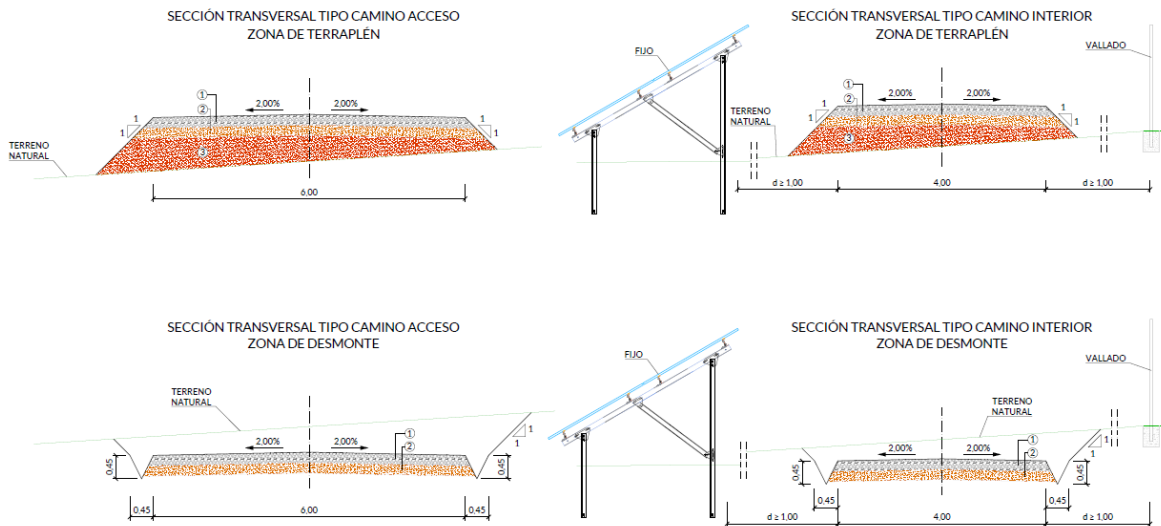 SECCIÓN TRANSVERSAL TIPO CAMINO ACCESO
ZONA DE TERRAPLÉN
① 
②
③
2,00% 2,00%
1
1
1
1
TERRENO
NATURAL
6,00
SECCIÓN TRANSVERSAL TIPO CAMINO INTERIOR
ZONA DE TERRAPLÉN
FIJO
VALLADO
①
②
③
2,00% 2,00%
1
1
1
1
TERRENO
NATURAL
d ≥ 1,00 4,00 d ≥ 1,00
SECCIÓN TRANSVERSAL TIPO CAMINO ACCESO
ZONA DE DESMONTE
TERRENO
NATURAL
①
②
2,00% 2,00%
1
1
0,45 0,45
0,45 6,00 0,45
SECCIÓN TRANSVERSAL TIPO CAMINO INTERIOR
ZONA DE DESMONTE
FIJO
VALLADO
TERRENO
NATURAL
①
②
2,00% 2,00%
1
1
0,45 0,45
0,45 0,45
d ≥ 1,00 4,00 d ≥ 1,00